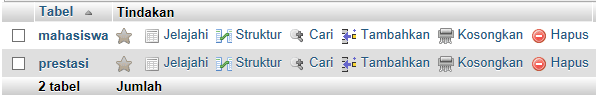 Tabel Tindakan
mahasiswa Jelajahi Struktur Cari Tambahkan Kosongkan Hapus
prestasi Jelajahi Struktur Cari Tambahkan Kosongkan Hapus
2 tabel Jumlah